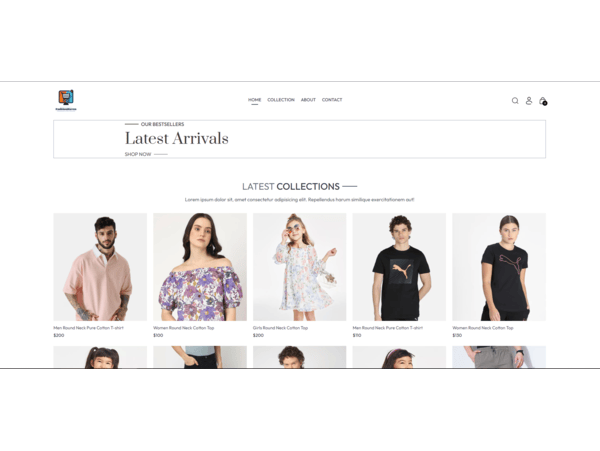 HOME COLLECTION ABOUT CONTACT
OUR BESTSELLERS
Latest Arrivals
SHOP NOW
LATEST COLLECTIONS
Lorem ipsum dolor sit, amet consectetur adipisicing elit. Repellendus harum similique exercitationem aut!
Men Round Neck Pure Cotton T-shirt
$200
Women Round Neck Cotton Top
$100
Girls Round Neck Cotton Top
$200
Men Round Neck Pure Cotton T-shirt
$110
Women Round Neck Cotton Top
$130